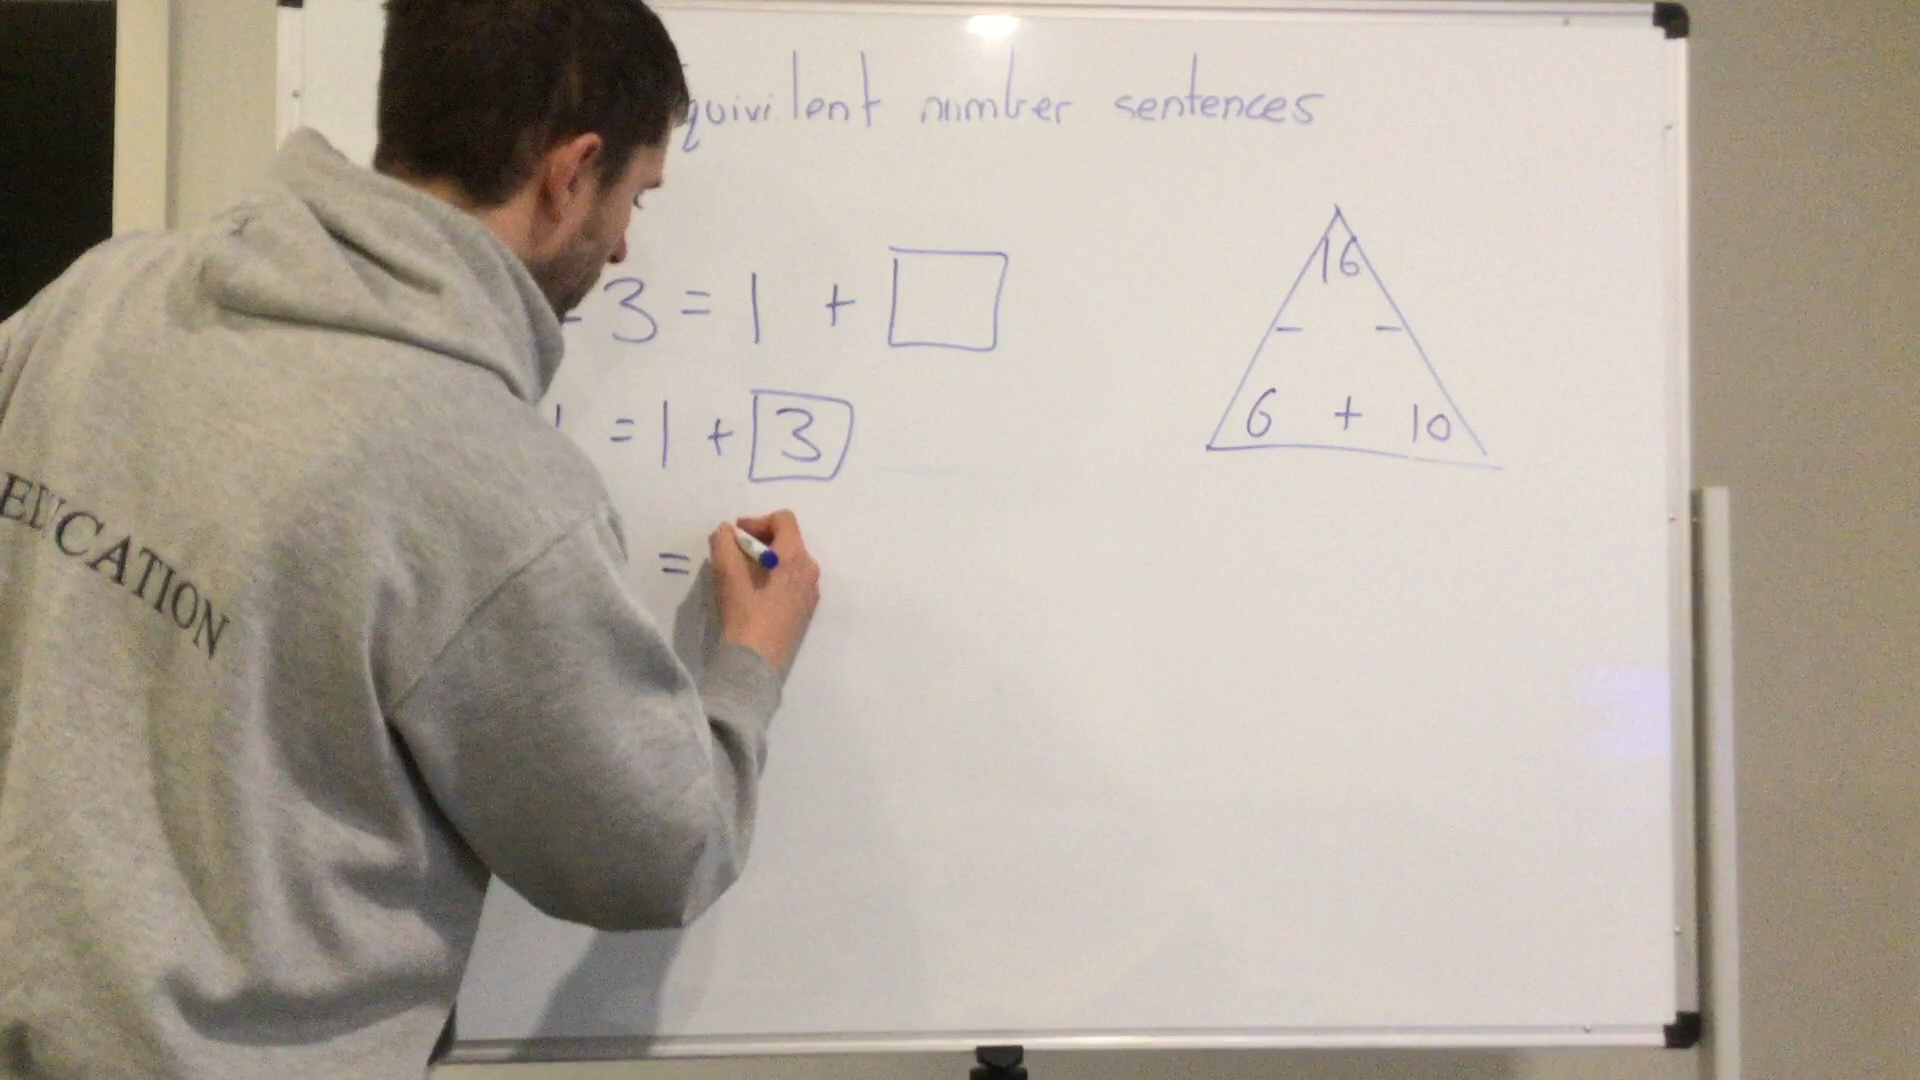 quivilent number sentences
- 3 = 1 + □
= 1 + 3
=
16
- -
6 + 10
EDUCATION